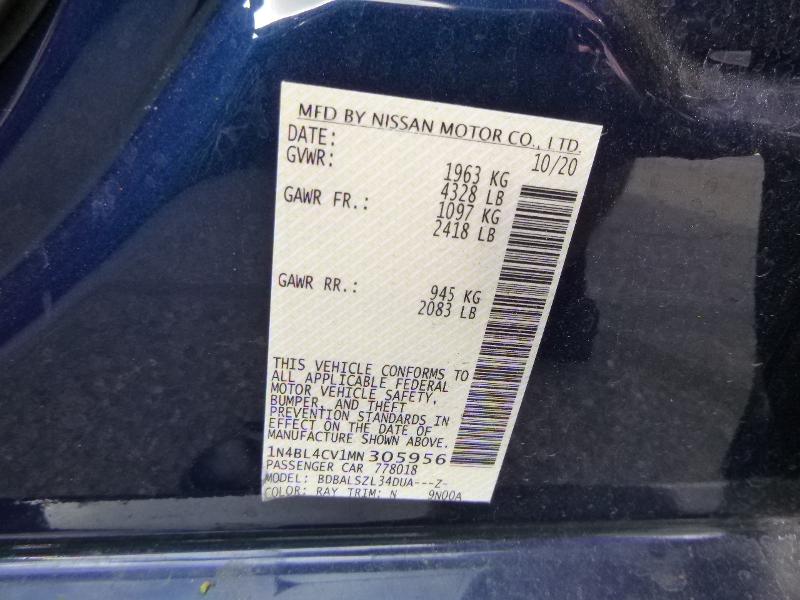 MFD BY NISSAN MOTOR CO., LTD.
DATE: 10/20
GVWR: 1963 KG
4328 LB
GAWR FR.: 1097 KG
2418 LB
GAWR RR.: 945 KG
2083 LB
THIS VEHICLE CONFORMS TO
ALL APPLICABLE FEDERAL
MOTOR VEHICLE SAFETY,
BUMPER, AND THEFT
PREVENTION STANDARDS IN
EFFECT ON THE DATE OF
MANUFACTURE SHOWN ABOVE.
1N4BL4CV1MN305956
PASSENGER CAR 778018
MODEL: BDBALSZL34DUA---Z-
COLOR: RAY TRIM: N 9N00A